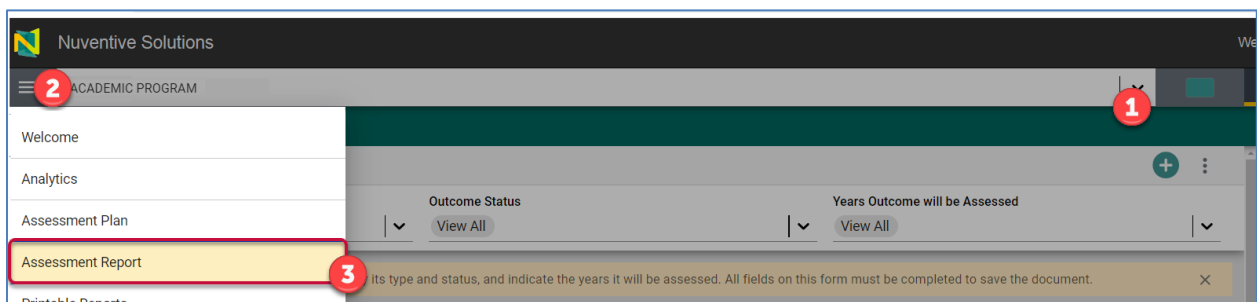 Nuventive Solutions
We
2
ACADEMIC PROGRAM
1
Welcome
Analytics
Assessment Plan
Outcome Status
Years Outcome will be Assessed
View All
View All
Assessment Report
3
its type and status, and indicate the years it will be assessed. All fields on this form must be completed to save the document.
Printable Reports